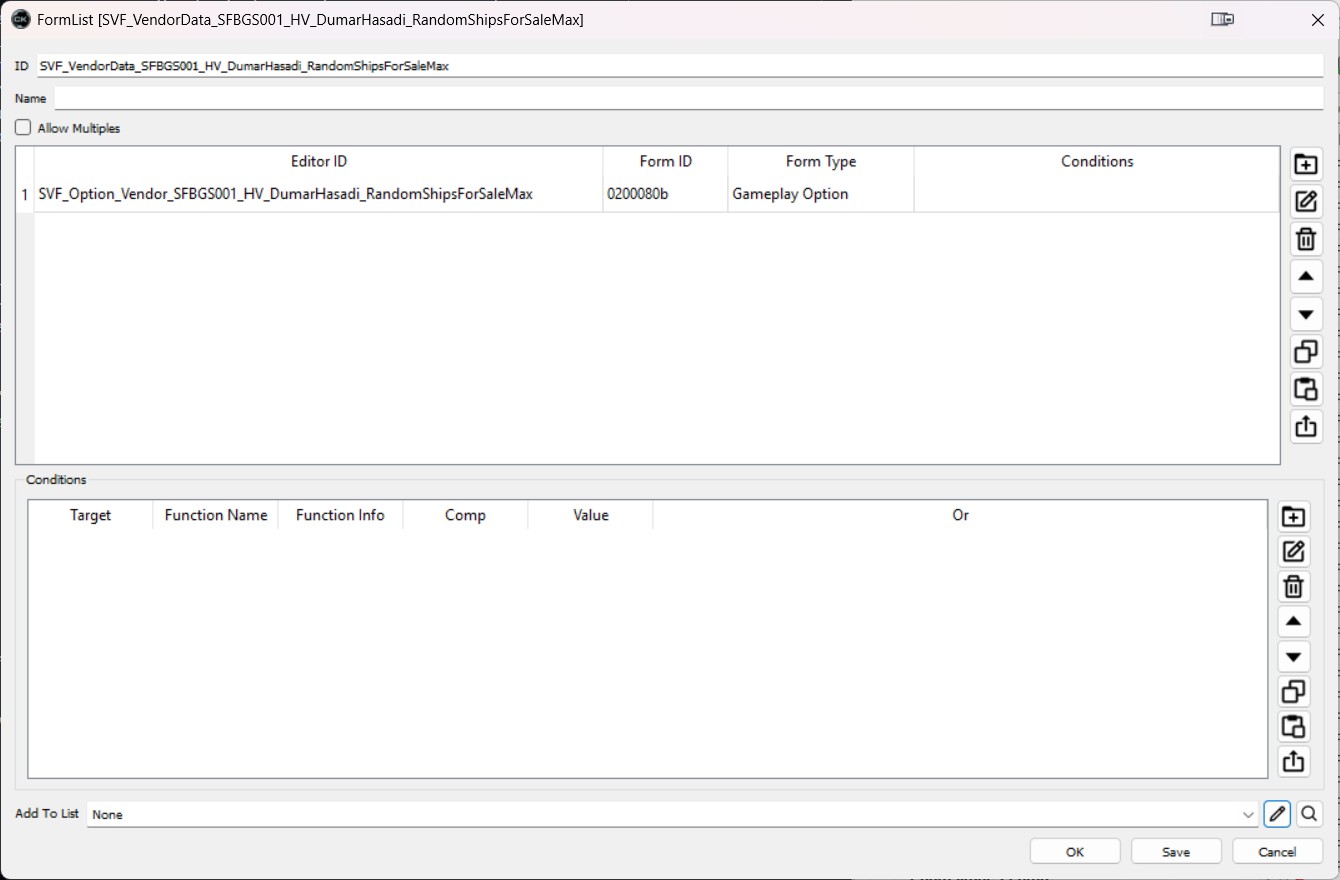 CK FormList [SVF_VendorData_SFBGS001_HV_DumarHasadi_RandomShipsForSaleMax]
ID SVF_VendorData_SFBGS001_HV_DumarHasadi_RandomShipsForSaleMax
Name
Allow Multiples
Editor ID Form ID Form Type Conditions
1 SVF_Option_Vendor_SFBGS001_HV_DumarHasadi_RandomShipsForSaleMax 0200080b Gameplay Option
Conditions
Target Function Name Function Info Comp Value Or
Add To List None
OK Save Cancel